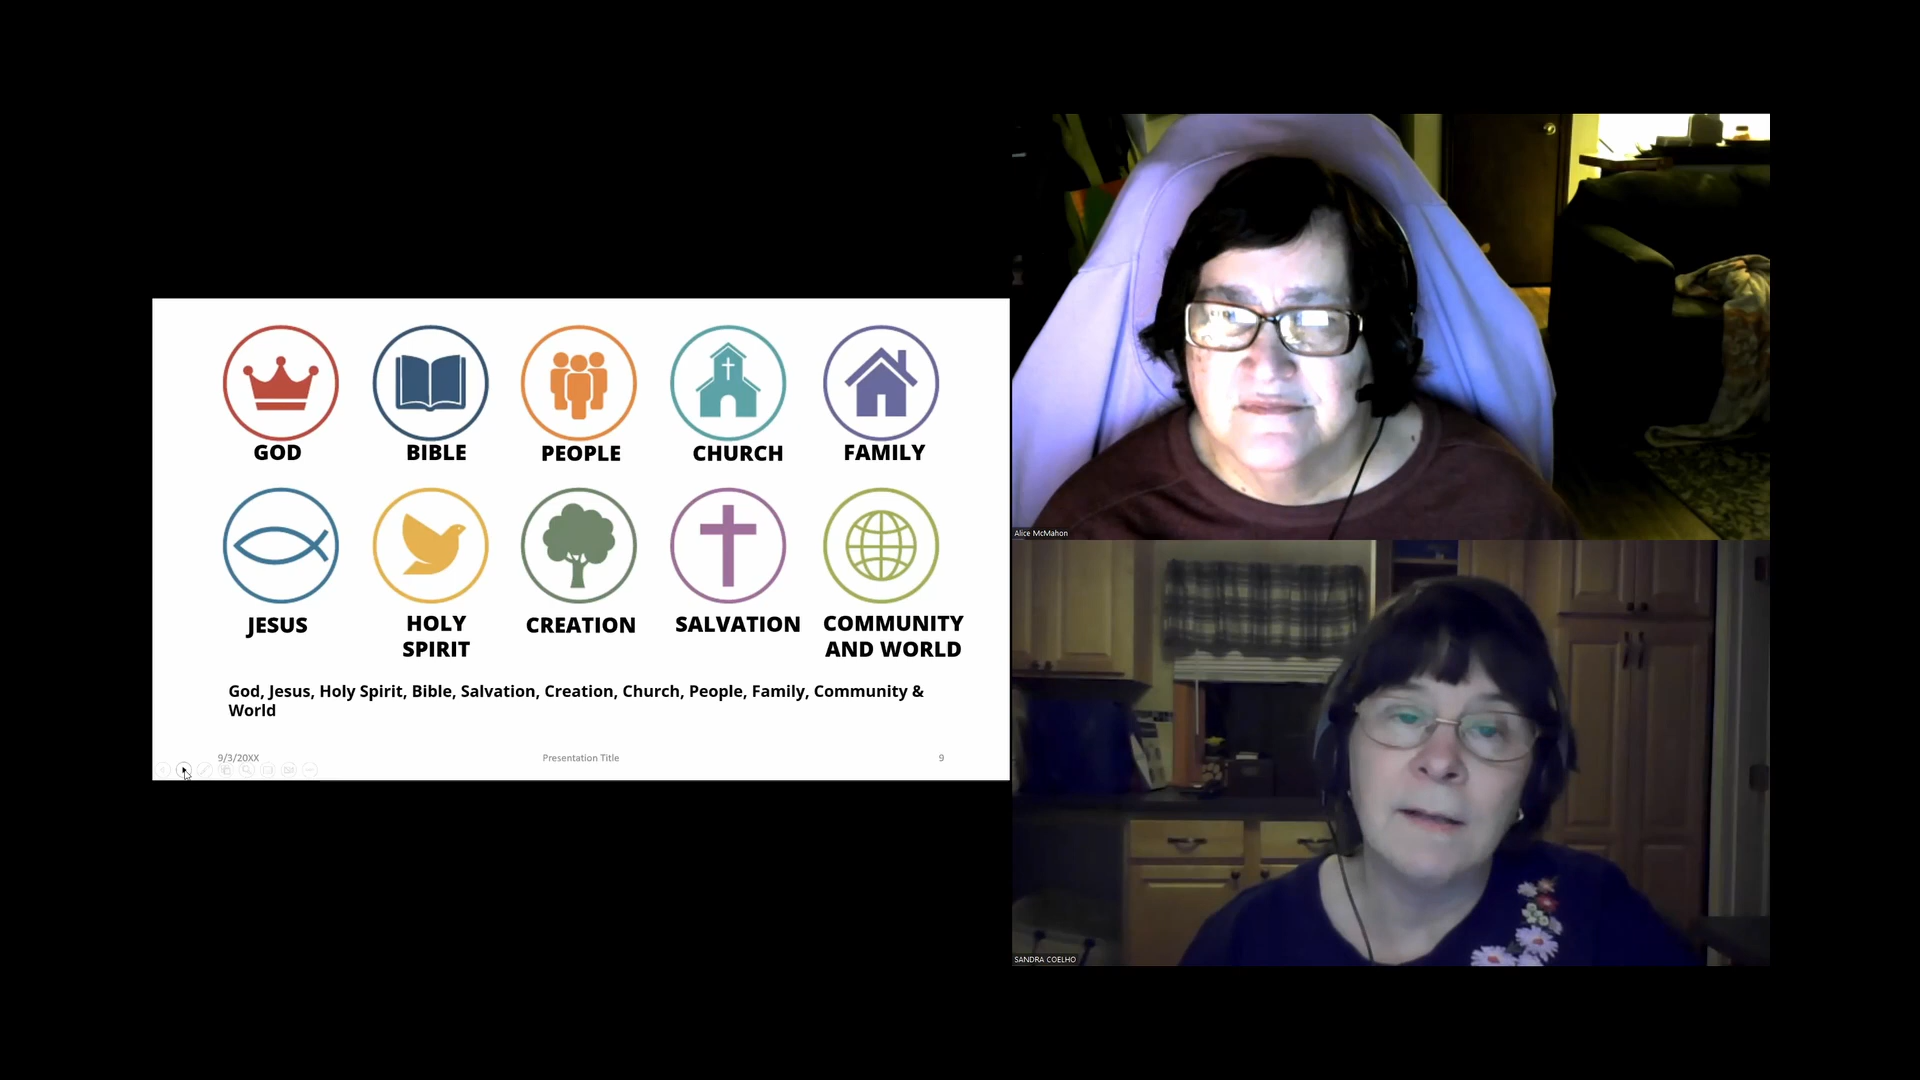 GOD
BIBLE
PEOPLE
CHURCH
FAMILY
JESUS
HOLY
SPIRIT
CREATION
SALVATION
COMMUNITY
AND WORLD
God, Jesus, Holy Spirit, Bible, Salvation, Creation, Church, People, Family, Community &
World
9/3/20XX
Presentation Title
9
Alice McMahon
SANDRA COELHO